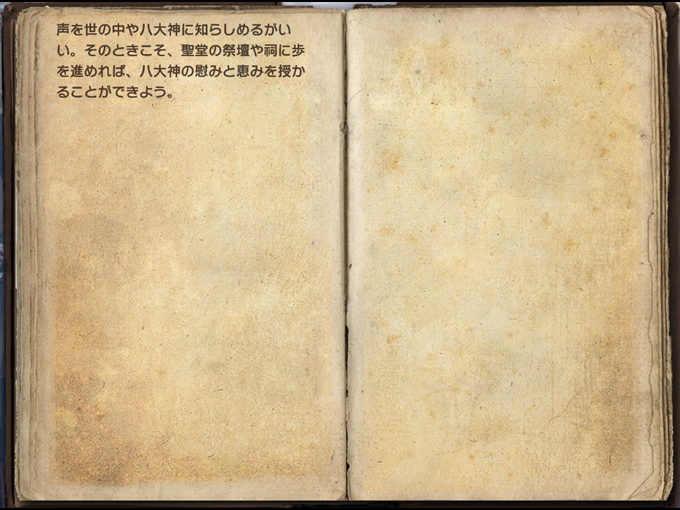 声を世の中や八大神に知らしめるがい
い。そのときこそ、聖堂の祭壇や祠に歩
を進めれば、八大神の慰みと恵みを授か
ることができよう。